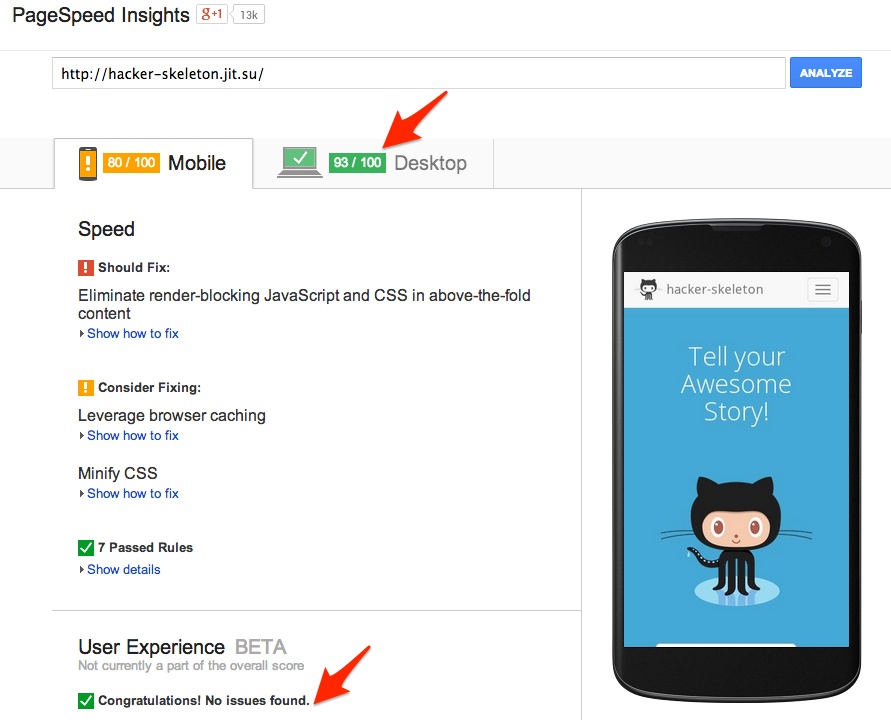 PageSpeed Insights g+1 13k
http://hacker-skeleton.jit.su/ ANALYZE
80 / 100 Mobile 93 / 100 Desktop
Speed
Should Fix:
Eliminate render-blocking JavaScript and CSS in above-the-fold
content
Show how to fix
Consider Fixing:
Leverage browser caching
Show how to fix
Minify CSS
Show how to fix
7 Passed Rules
Show details
User Experience BETA
Not currently a part of the overall score
Congratulations! No issues found.
hacker-skeleton
Tell your
Awesome
Story!